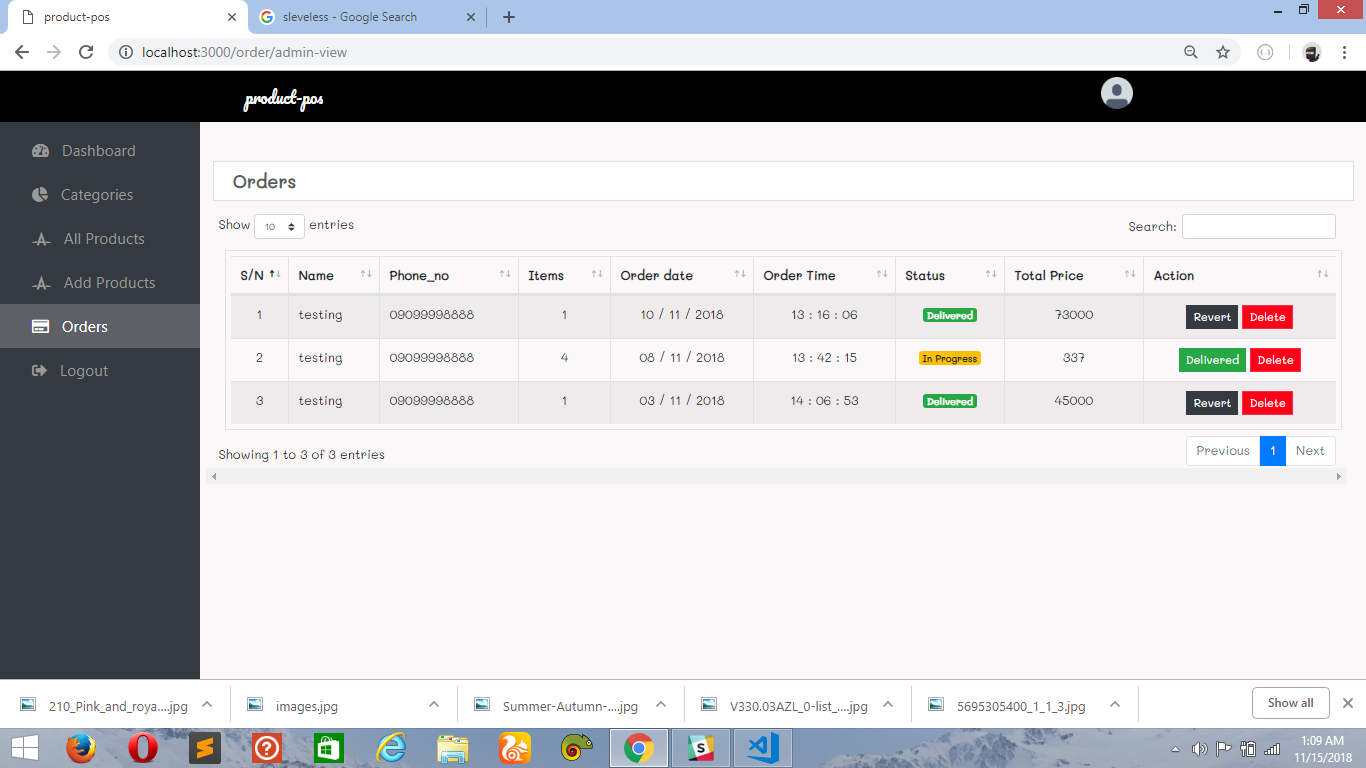 product-pos
sleveless - Google Search
localhost:3000/order/admin-view
product-pos
Dashboard
Categories
All Products
Add Products
Orders
Logout
Orders
Show 10 entries
Search:
S/N Name Phone_no Items Order date Order Time Status Total Price Action
1 testing 09099998888 1 10 / 11 / 2018 13 : 16 : 06 Delivered 73000 Revert Delete
2 testing 09099998888 4 08 / 11 / 2018 13 : 42 : 15 In Progress 337 Delivered Delete
3 testing 09099998888 1 03 / 11 / 2018 14 : 06 : 53 Delivered 45000 Revert Delete
Showing 1 to 3 of 3 entries
Previous 1 Next
210_Pink_and_roya....jpg
images.jpg
Summer-Autumn-....jpg
V330.03AZL_0-list_....jpg
5695305400_1_1_3.jpg
Show all
1:09 AM
11/15/2018